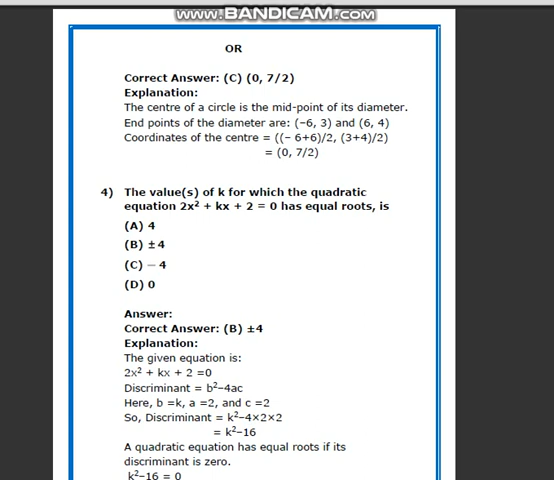 www.BANDICAM.com
OR
Correct Answer: (C) (0, 7/2)
Explanation:
The centre of a circle is the mid-point of its diameter.
End points of the diameter are: (−6, 3) and (6, 4)
Coordinates of the centre = ((− 6+6)/2, (3+4)/2)
= (0, 7/2)
4) The value(s) of k for which the quadratic
equation 2x² + kx + 2 = 0 has equal roots, is
(A) 4
(B) ±4
(C) − 4
(D) 0
Answer:
Correct Answer: (B) ±4
Explanation:
The given equation is:
2x² + kx + 2 =0
Discriminant = b²–4ac
Here, b =k, a =2, and c =2
So, Discriminant = k²–4×2×2
= k²–16
A quadratic equation has equal roots if its
discriminant is zero.
k²–16 = 0